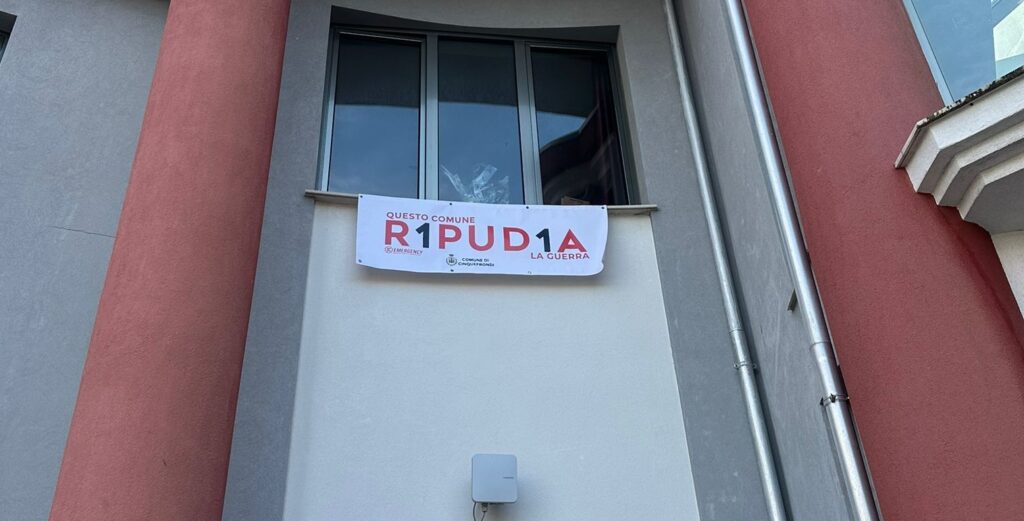 QUESTO COMUNE
R1PUD1A
LA GUERRA
EMERGENCY
COMUNE DI
CINQUEFRONDI